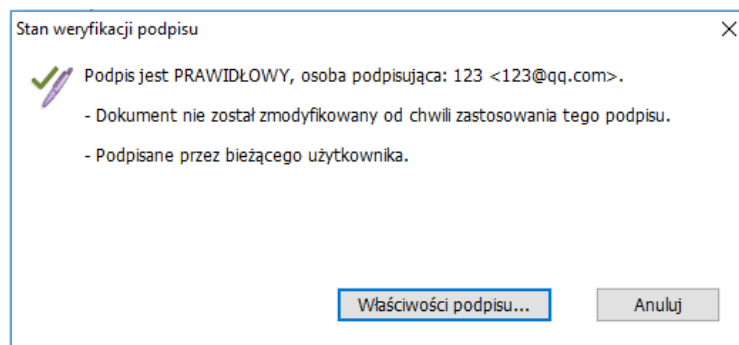 Stan weryfikacji podpisu
Podpis jest PRAWIDŁOWY, osoba podpisująca: 123 <123@qq.com>.
- Dokument nie został zmodyfikowany od chwili zastosowania tego podpisu.
- Podpisane przez bieżącego użytkownika.
Właściwości podpisu... Anuluj